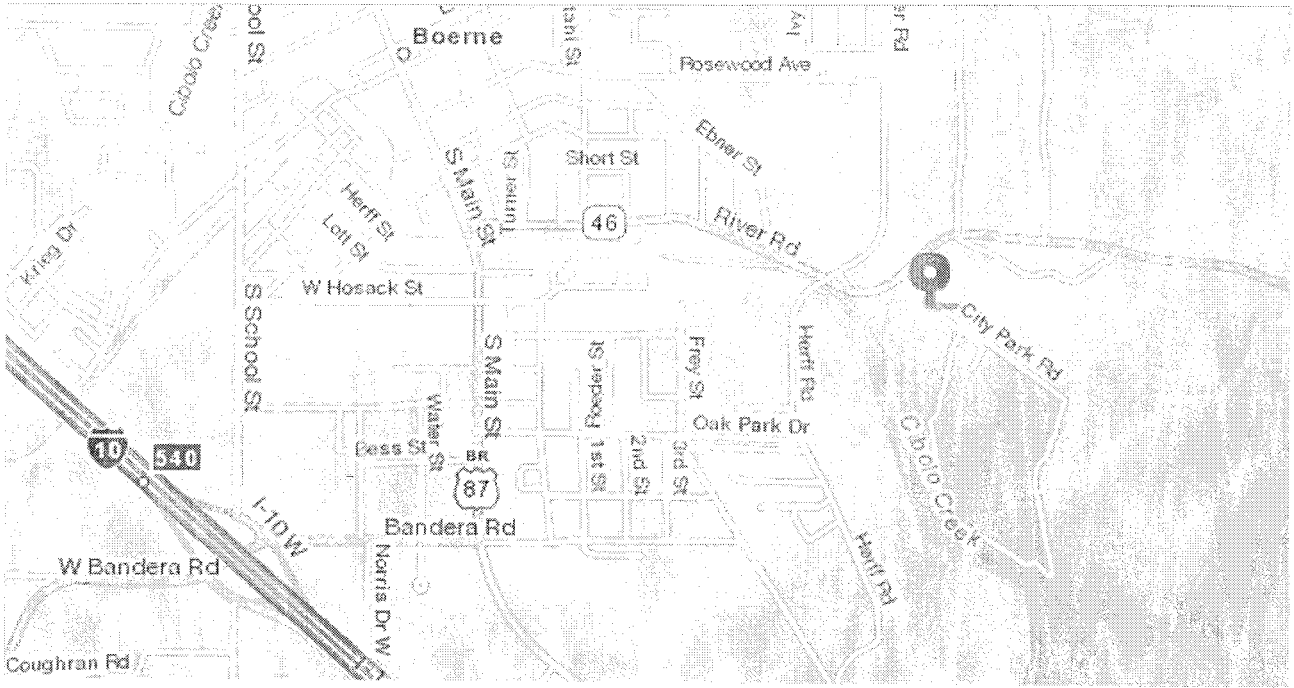 Boerne
Cibolo Creek
Rosewood Ave
Ebner St
Short St
S Main St
Herff St
Lott St
46
River Rd
Krieg Dr
W Hosack St
S School St
City Park Rd
S Main St
Frey St
Herff Rd
Roeder St
Water St
Oak Park Dr
Cibolo Creek
10
540
Bess St
1st St
2nd St
3rd St
BR
87
I-10 W
Bandera Rd
W Bandera Rd
Norris Dr W
Herff Rd
Coughran Rd